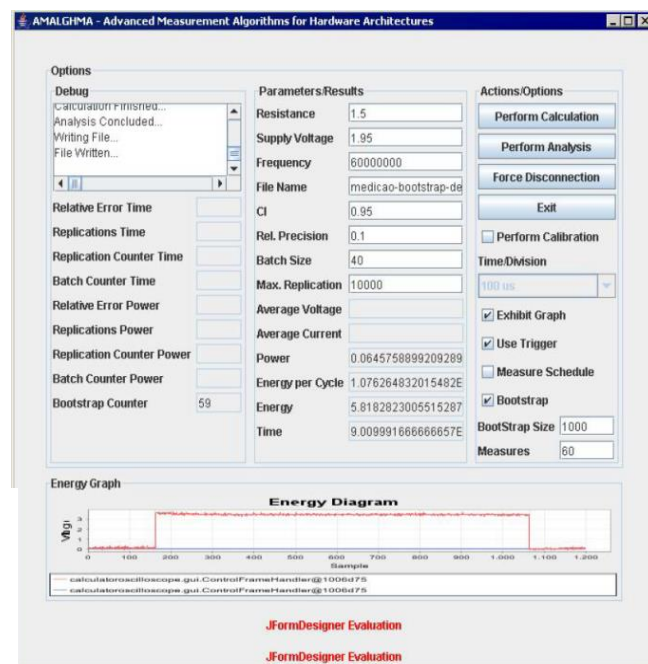 AMALGHMA - Advanced Measurement Algorithms for Hardware Architectures
Options
Debug
Calculation Finished...
Analysis Concluded...
Writing File...
File Written...
Relative Error Time
Replications Time
Replication Counter Time
Batch Counter Time
Relative Error Power
Replications Power
Replication Counter Power
Batch Counter Power
Bootstrap Counter 59
Parameters/Results
Resistance 1.5
Supply Voltage 1.95
Frequency 60000000
File Name medicao-bootstrap-de
CI 0.95
Rel. Precision 0.1
Batch Size 40
Max. Replication 10000
Average Voltage
Average Current
Power 0.0645758899209289
Energy per Cycle 1.076264832015482E
Energy 5.8182823005515287
Time 9.009991666666657E
Actions/Options
Perform Calculation
Perform Analysis
Force Disconnection
Exit
Perform Calibration
Time/Division
100 us
Exhibit Graph
Use Trigger
Measure Schedule
Bootstrap
BootStrap Size 1000
Measures 60
Energy Graph
Energy Diagram
3
2
1
0
0 100 200 300 400 500 600 700 800 900 1.000 1.100 1.200
Sample
calculatoroscilloscope.gui.ControlFrameHandler@1006d75
calculatoroscilloscope.gui.ControlFrameHandler@1006d75
JFormDesigner Evaluation
JFormDesigner Evaluation